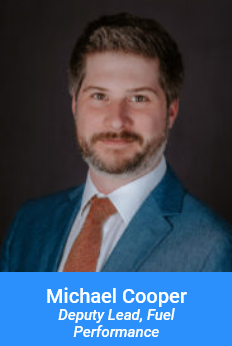 Michael Cooper
Deputy Lead, Fuel
Performance